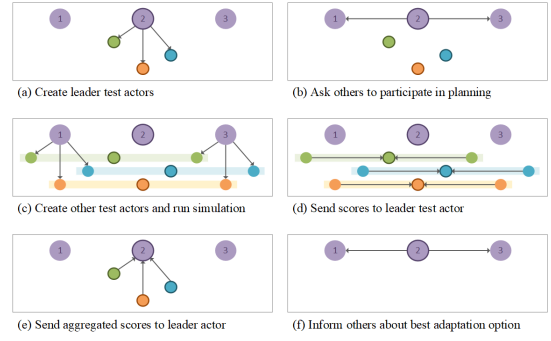 1 2 3
1 2 3
(a) Create leader test actors
(b) Ask others to participate in planning
1 2 3
1 2 3
(c) Create other test actors and run simulation
(d) Send scores to leader test actor
1 2 3
1 2 3
(e) Send aggregated scores to leader actor
(f) Inform others about best adaptation option